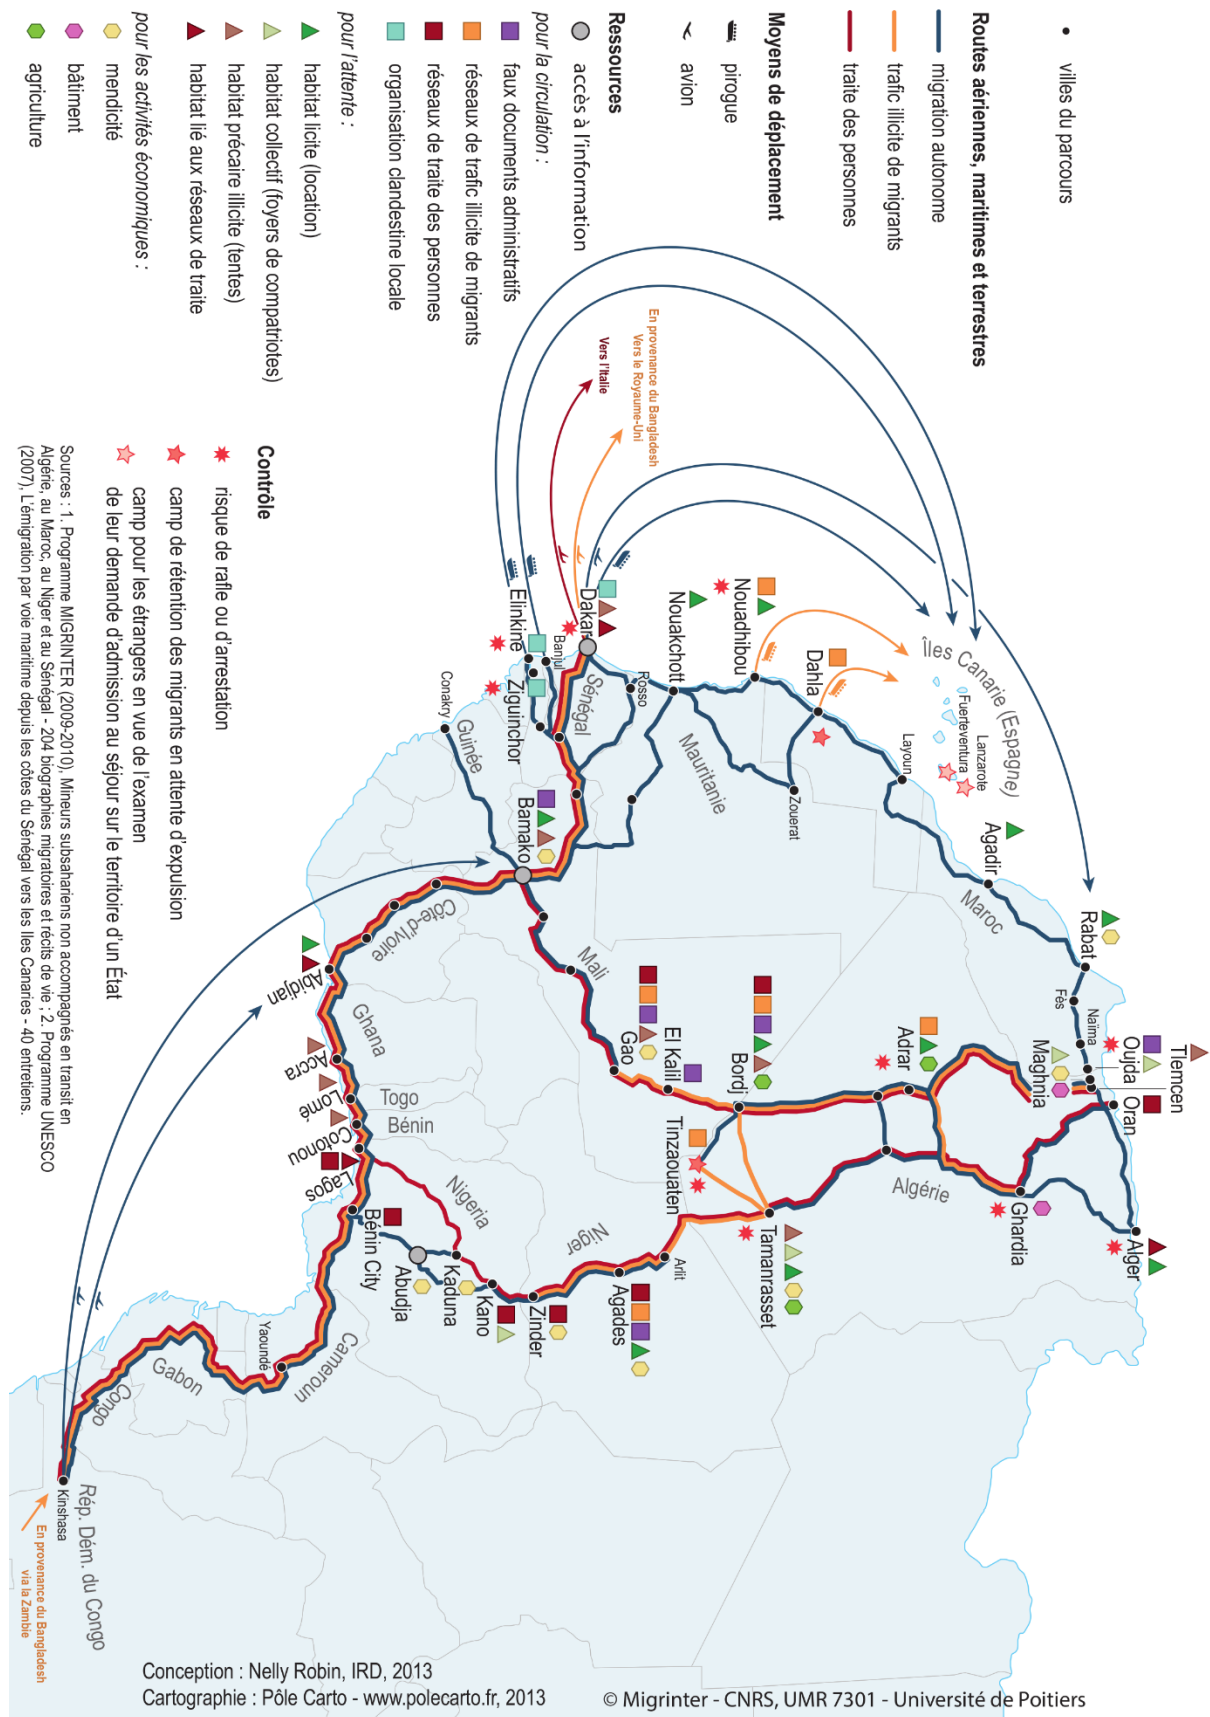 villes du parcours
Routes aériennes, maritimes et terrestres
migration autonome
trafic illicite de migrants
traite des personnes
Moyens de déplacement
pirogue
avion
Ressources
accès à l'information
pour la circulation :
faux documents administratifs
réseaux de trafic illicite de migrants
réseaux de traite des personnes
organisation clandestine locale
pour l'attente :
habitat licite (location)
habitat collectif (foyers de compatriotes)
habitat précaire illicite (tentes)
habitat lié aux réseaux de traite
pour les activités économiques :
mendicité
bâtiment
agriculture
Contrôle
risque de rafle ou d'arrestation
camp de rétention des migrants en attente d'expulsion
camp pour les étrangers en vue de l'examen
de leur demande d'admission au séjour sur le territoire d'un État
Sources : 1. Programme MIGRINTER (2009-2010), Mineurs subsahariens non accompagnés en transit en
Algérie, au Maroc, au Niger et au Sénégal - 204 biographies migratoires et récits de vie ; 2. Programme UNESCO
(2007), L'émigration par voie maritime depuis les côtes du Sénégal vers les Iles Canaries - 40 entretiens.
En provenance du Bangladesh
Vers le Royaume-Uni
Vers l'Italie
Îles Canarie (Espagne)
Lanzarote
Fuerteventura
Tlemcen
Oujda
Naïma
Maghnia
Oran
Alger
Rabat
Fès
Agadir
Maroc
Layoun
Dahla
Zouerat
Nouadhibou
Nouakchott
Mauritanie
Rosso
Dakar
Sénégal
Banjul
Elinkine
Ziguinchor
Conakry
Guinée
Bamako
Mali
Gao
El Kalil
Bordj
Adrar
Algérie
Ghardia
Tinzaouaten
Tamanrasset
Arlit
Niger
Agades
Zinder
Kano
Kaduna
Abudja
Nigeria
Bénin City
Lagos
Cotonou
Bénin
Togo
Lomé
Accra
Ghana
Abidjan
Côte-d'Ivoire
Cameroun
Yaoundé
Gabon
Congo
Rép. Dém. du Congo
Kinshasa
En provenance du Bangladesh
via la Zambie
Conception : Nelly Robin, IRD, 2013
Cartographie : Pôle Carto - www.polecarto.fr, 2013
© Migrinter - CNRS, UMR 7301 - Université de Poitiers